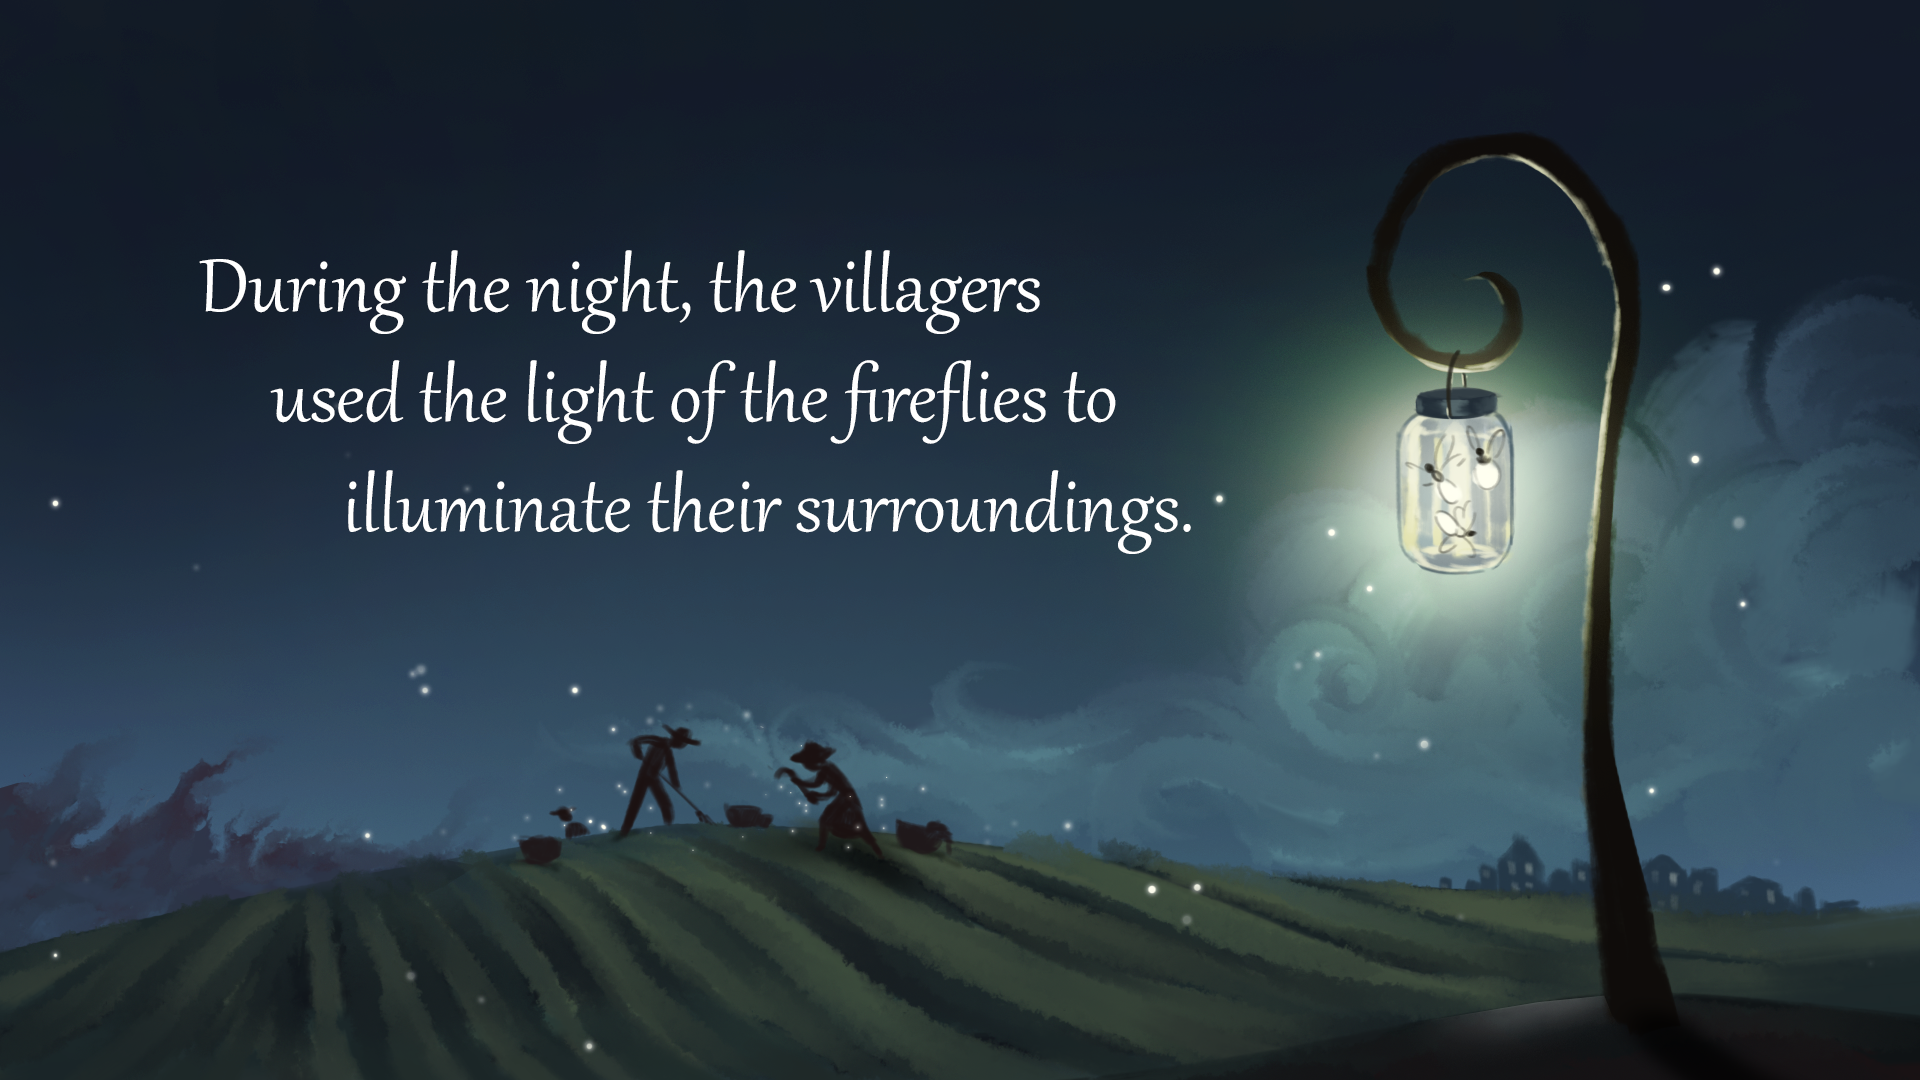 During the night, the villagers
used the light of the fireflies to
illuminate their surroundings.